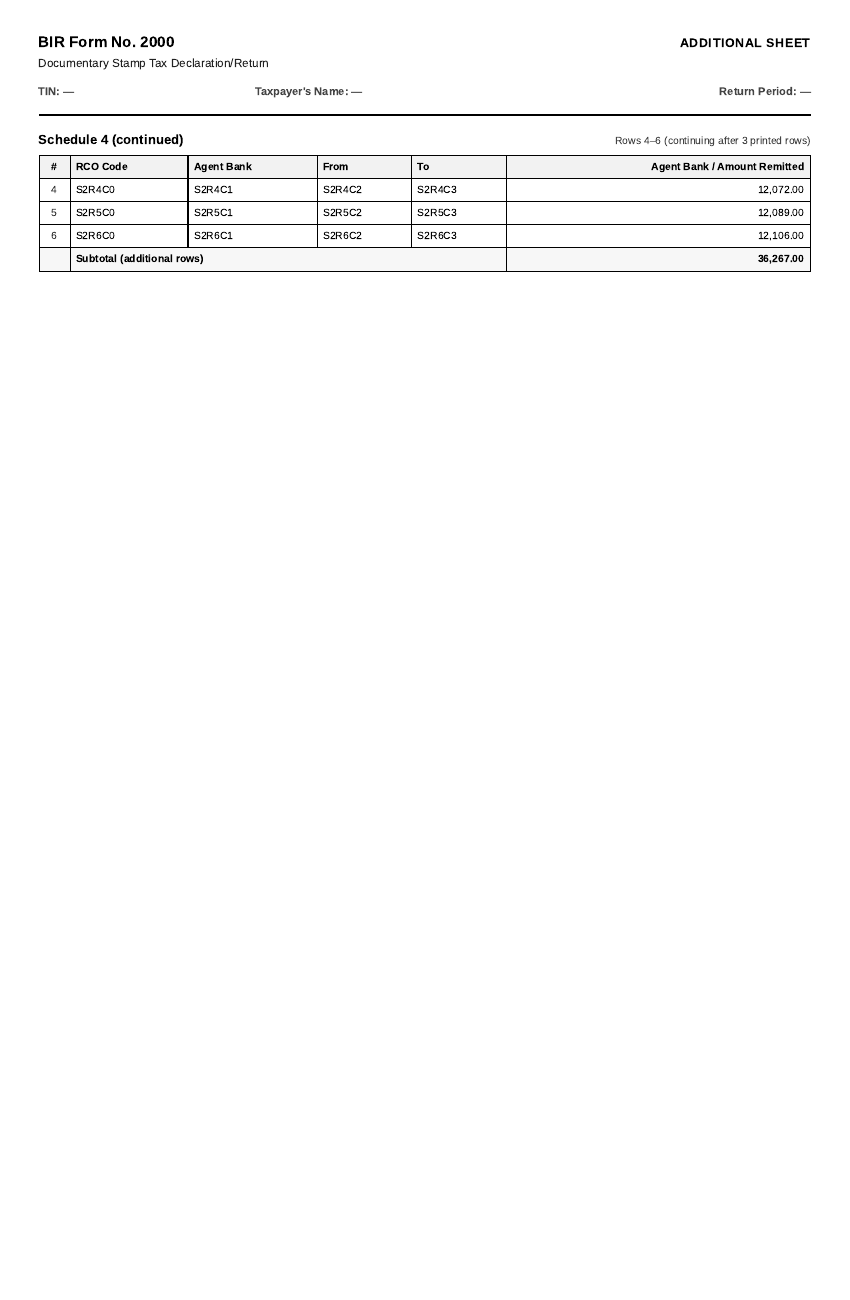 BIR Form No. 2000 ADDITIONAL SHEET
Documentary Stamp Tax Declaration/Return
TIN: — Taxpayer's Name: — Return Period: —
Schedule 4 (continued) Rows 4–6 (continuing after 3 printed rows)
# RCO Code Agent Bank From To Agent Bank / Amount Remitted
4 S2R4C0 S2R4C1 S2R4C2 S2R4C3 12,072.00
5 S2R5C0 S2R5C1 S2R5C2 S2R5C3 12,089.00
6 S2R6C0 S2R6C1 S2R6C2 S2R6C3 12,106.00
Subtotal (additional rows) 36,267.00